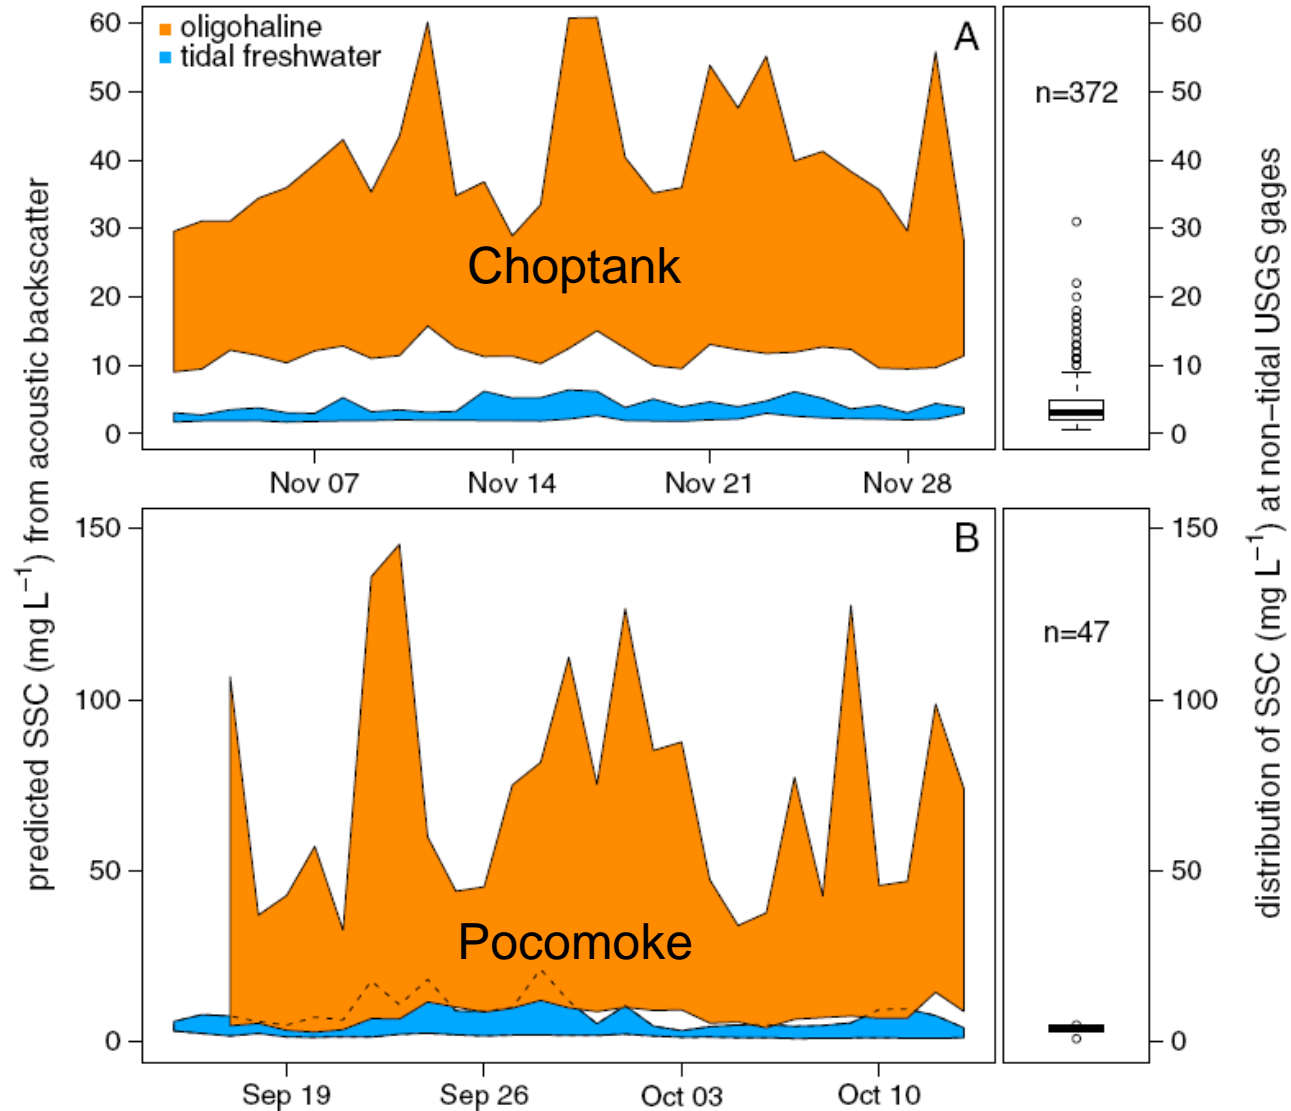 predicted SSC (mg L⁻¹) from acoustic backscatter
oligohaline
tidal freshwater
A
60
50
40
30
20
10
0
Choptank
Nov 07 Nov 14 Nov 21 Nov 28
n=372
60
50
40
30
20
10
0
B
150
100
50
0
Pocomoke
Sep 19 Sep 26 Oct 03 Oct 10
n=47
150
100
50
0
distribution of SSC (mg L⁻¹) at non−tidal USGS gages